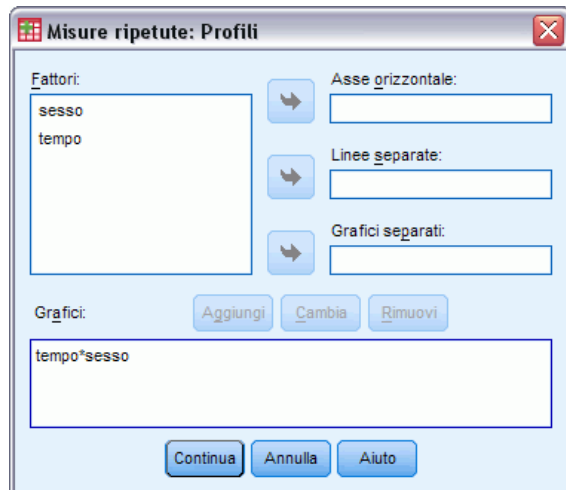 Misure ripetute: Profili
Fattori:
sesso
tempo
Asse orizzontale:
Linee separate:
Grafici separati:
Grafici:
Aggiungi
Cambia
Rimuovi
tempo*sesso
Continua
Annulla
Aiuto